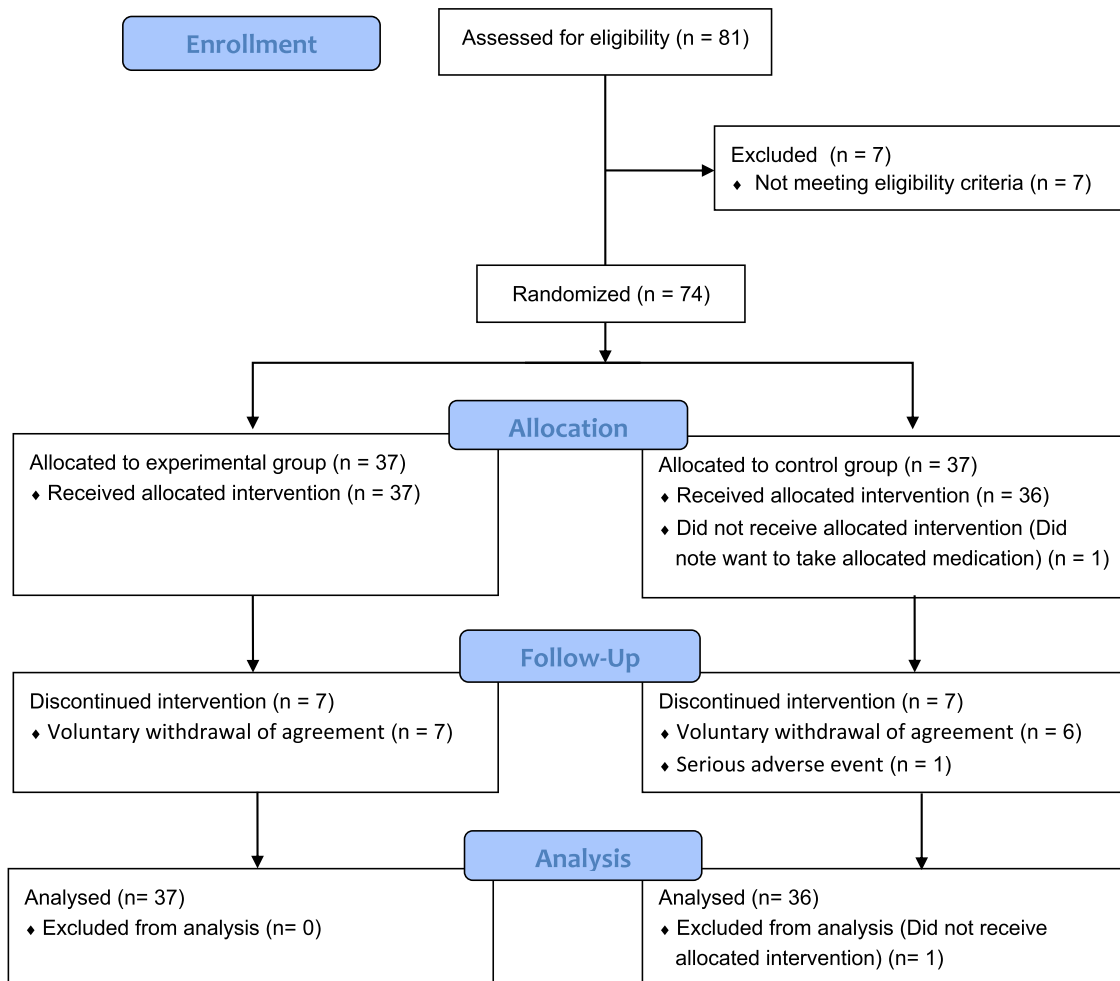 Enrollment
Assessed for eligibility (n = 81)
Excluded (n = 7)
♦ Not meeting eligibility criteria (n = 7)
Randomized (n = 74)
Allocation
Allocated to experimental group (n = 37)
♦ Received allocated intervention (n = 37)
Allocated to control group (n = 37)
♦ Received allocated intervention (n = 36)
♦ Did not receive allocated intervention (Did
note want to take allocated medication) (n = 1)
Follow-Up
Discontinued intervention (n = 7)
♦ Voluntary withdrawal of agreement (n = 7)
Discontinued intervention (n = 7)
♦ Voluntary withdrawal of agreement (n = 6)
♦ Serious adverse event (n = 1)
Analysis
Analysed (n= 37)
♦ Excluded from analysis (n= 0)
Analysed (n= 36)
♦ Excluded from analysis (Did not receive
allocated intervention) (n= 1)